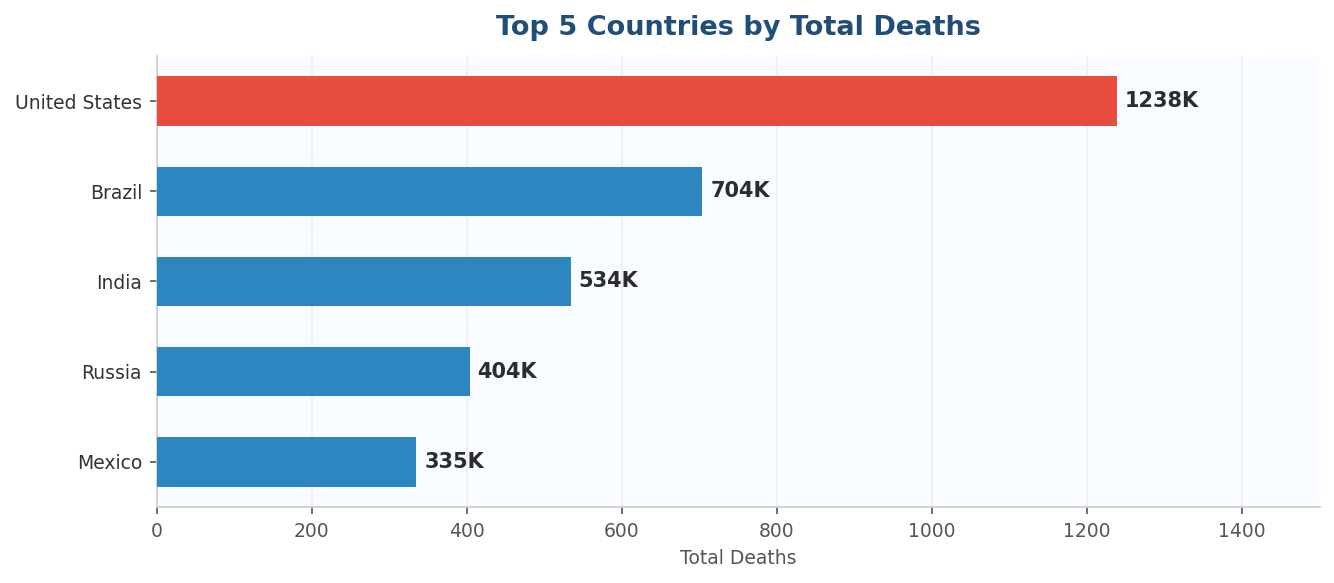 Top 5 Countries by Total Deaths
United States 1238K
Brazil 704K
India 534K
Russia 404K
Mexico 335K
0 200 400 600 800 1000 1200 1400
Total Deaths